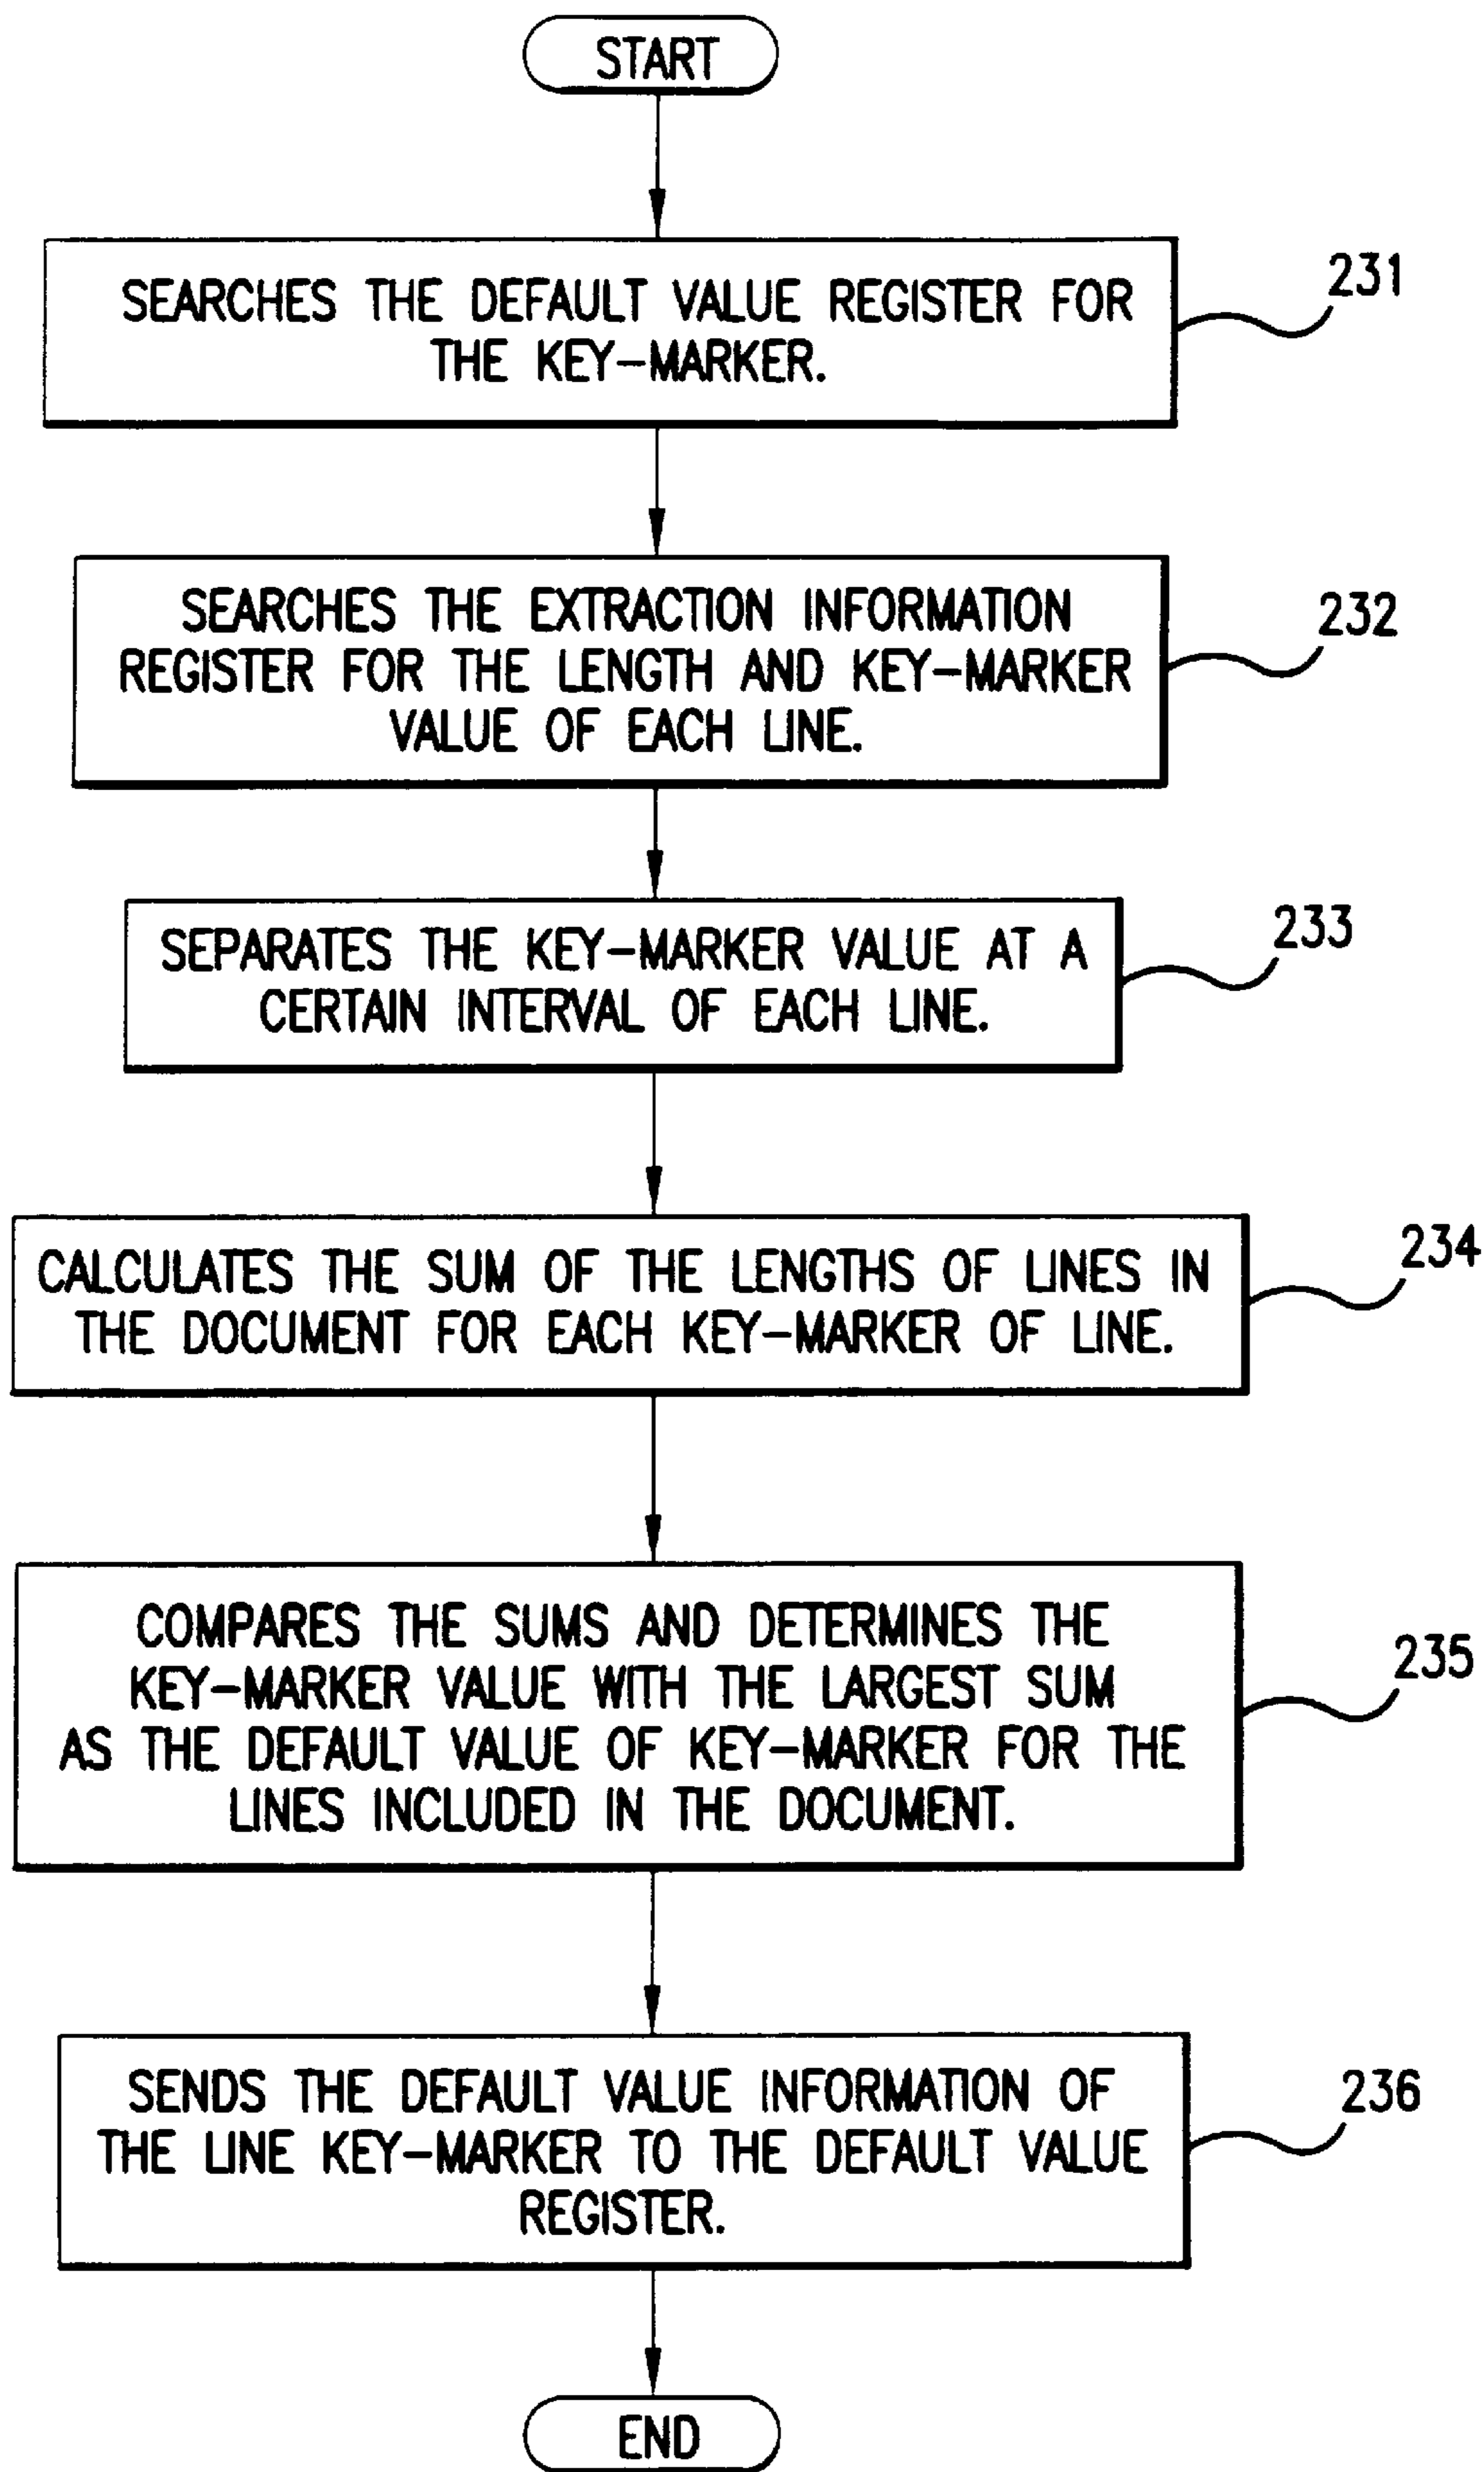 START
SEARCHES THE DEFAULT VALUE REGISTER FOR
THE KEY-MARKER.
231
SEARCHES THE EXTRACTION INFORMATION
REGISTER FOR THE LENGTH AND KEY-MARKER
VALUE OF EACH LINE.
232
SEPARATES THE KEY-MARKER VALUE AT A
CERTAIN INTERVAL OF EACH LINE.
233
CALCULATES THE SUM OF THE LENGTHS OF LINES IN
THE DOCUMENT FOR EACH KEY-MARKER OF LINE.
234
COMPARES THE SUMS AND DETERMINES THE
KEY-MARKER VALUE WITH THE LARGEST SUM
AS THE DEFAULT VALUE OF KEY-MARKER FOR THE
LINES INCLUDED IN THE DOCUMENT.
235
SENDS THE DEFAULT VALUE INFORMATION OF
THE LINE KEY-MARKER TO THE DEFAULT VALUE
REGISTER.
236
END